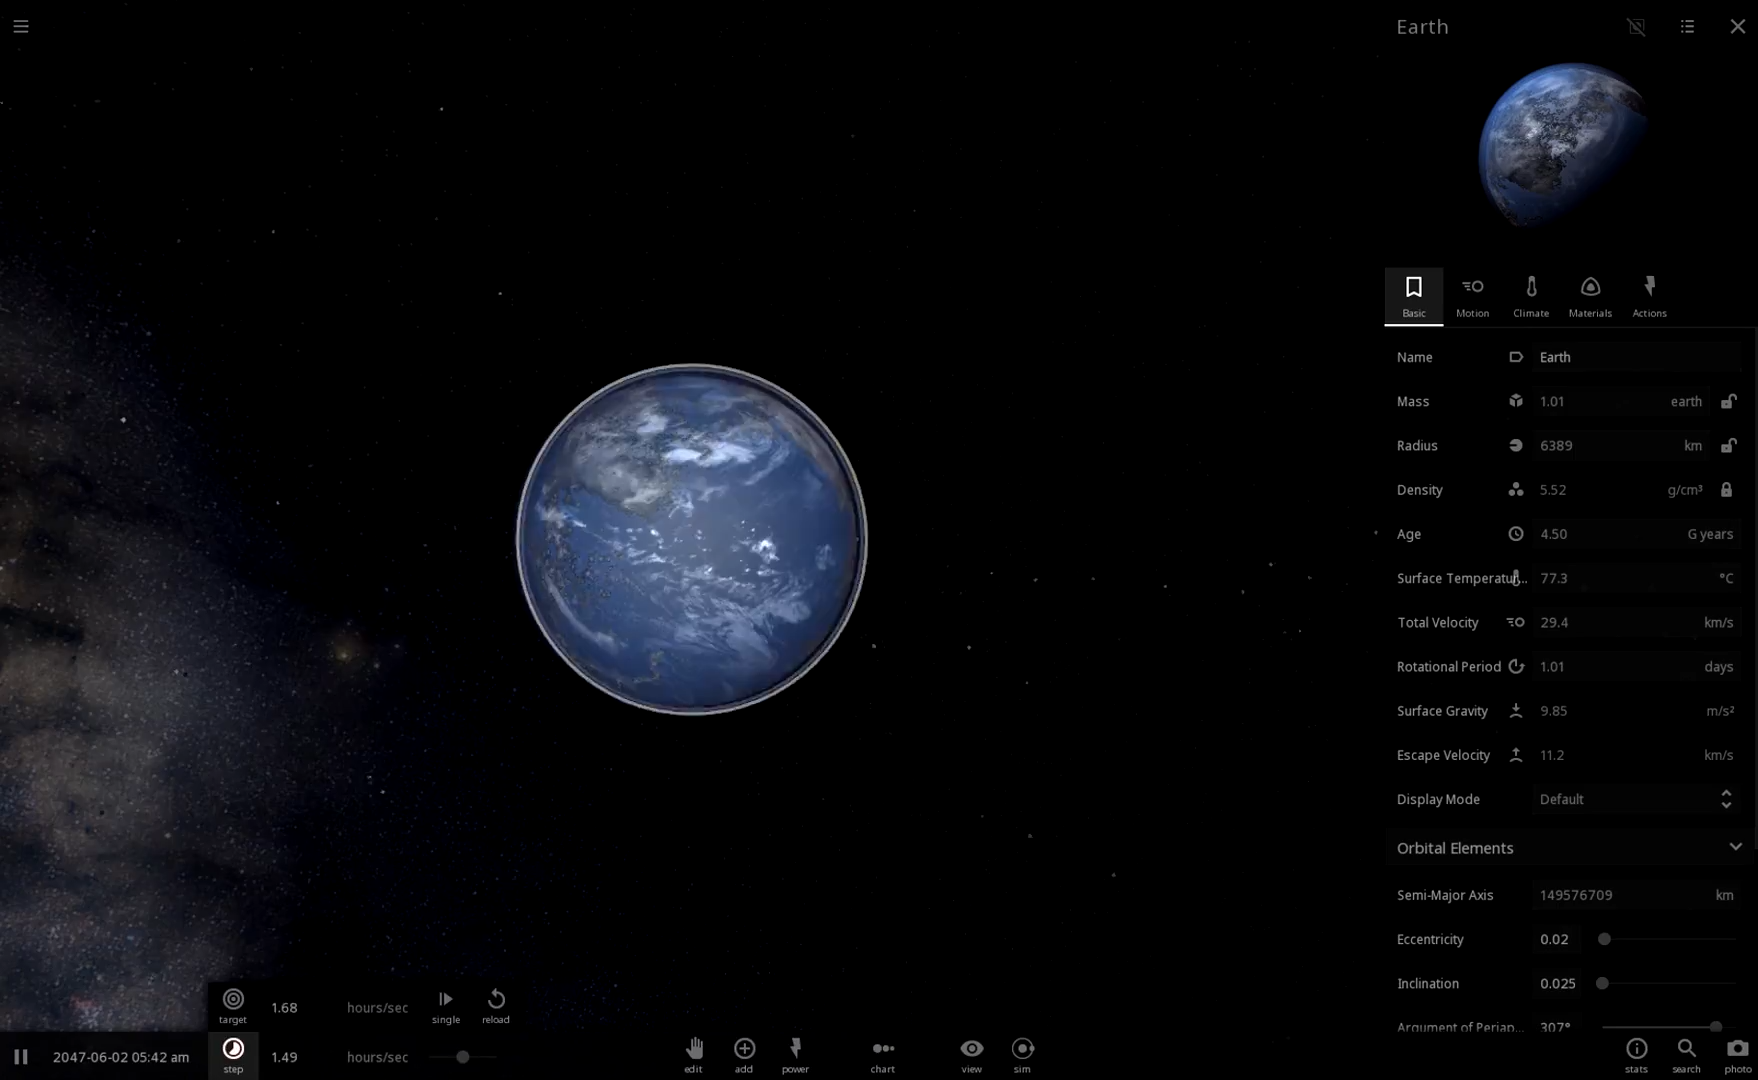 Earth
Basic Motion Climate Materials Actions
Name Earth
Mass 1.01 earth
Radius 6389 km
Density 5.52 g/cm³
Age 4.50 G years
Surface Temperatur... 77.3 °C
Total Velocity 29.4 km/s
Rotational Period 1.01 days
Surface Gravity 9.85 m/s²
Escape Velocity 11.2 km/s
Display Mode Default
Orbital Elements
Semi-Major Axis 149576709 km
Eccentricity 0.02
Inclination 0.025
Argument of Periap... 307°
target 1.68 hours/sec single reload
2047-06-02 05:42 am step 1.49 hours/sec edit add power chart view sim stats search photo